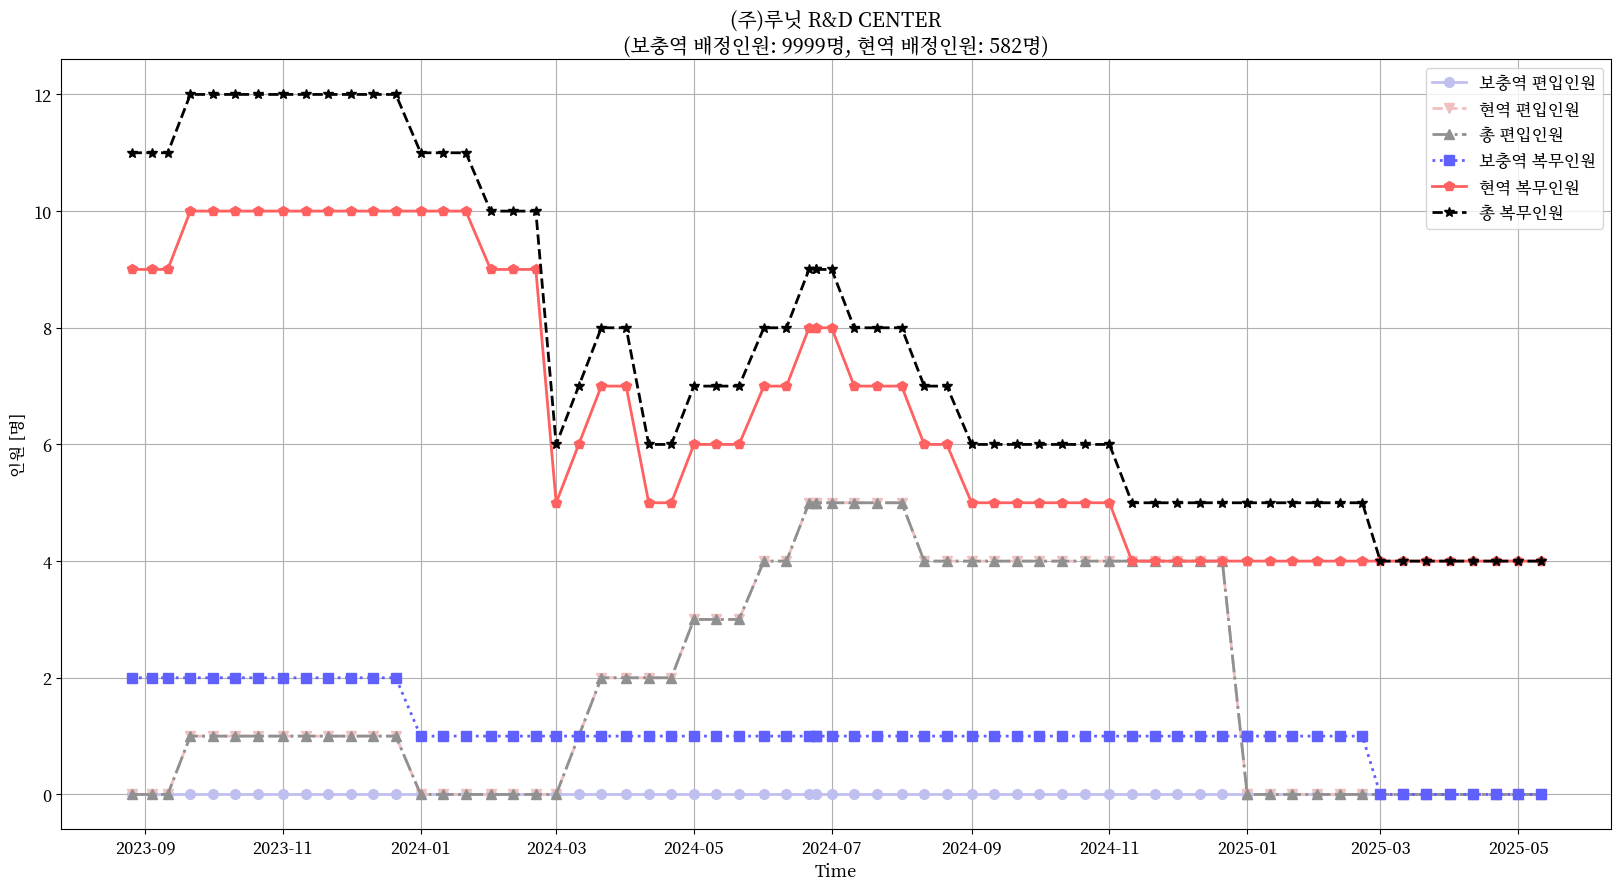 (주)루닛 R&D CENTER
(보충역 배정인원: 9999명, 현역 배정인원: 582명)
보충역 편입인원
현역 편입인원
총 편입인원
보충역 복무인원
현역 복무인원
총 복무인원
인원 [명]
12
10
8
6
4
2
0
2023-09
2023-11
2024-01
2024-03
2024-05
2024-07
2024-09
2024-11
2025-01
2025-03
2025-05
Time